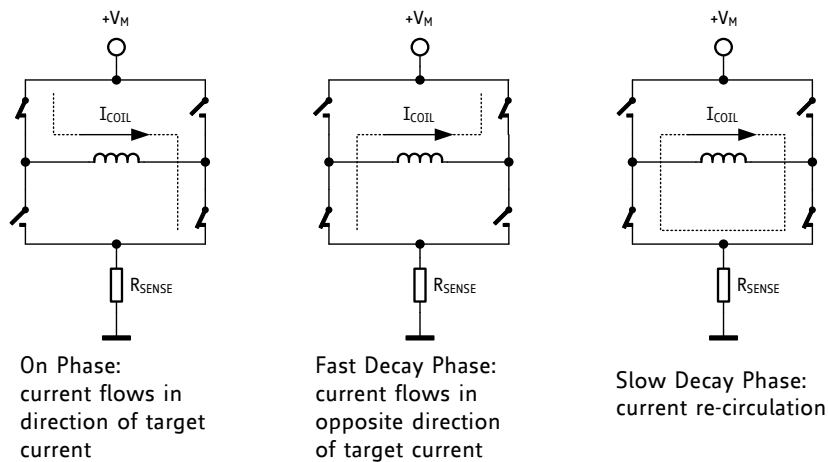 +VM
+VM
+VM
ICOIL
ICOIL
ICOIL
RSENSE
RSENSE
RSENSE
On Phase:
current flows in
direction of target
current
Fast Decay Phase:
current flows in
opposite direction
of target current
Slow Decay Phase:
current re-circulation